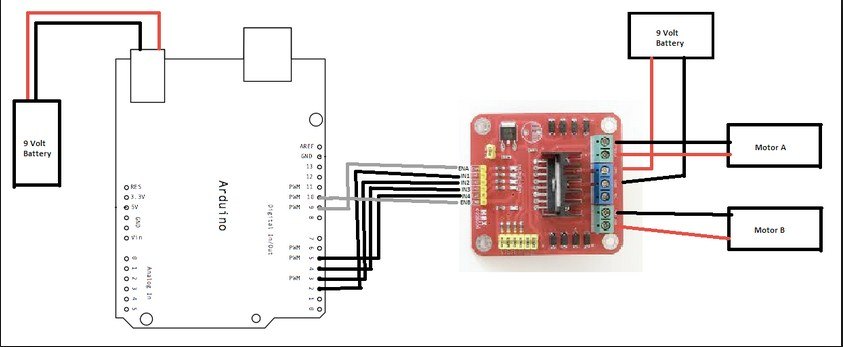 9 Volt
Battery
9 Volt
Battery
AREF
GND
13
12
PWM 11
PWM 10
PWM 9
8
7
PWM 6
PWM 5
4
PWM 3
2
1
0
RES
3.3V
5V
GND
Vin
0
1
2
3
4
5
Analog In
Arduino
Digital In/Out
ENA
IN1
IN2
IN3
IN4
ENB
Motor A
Motor B